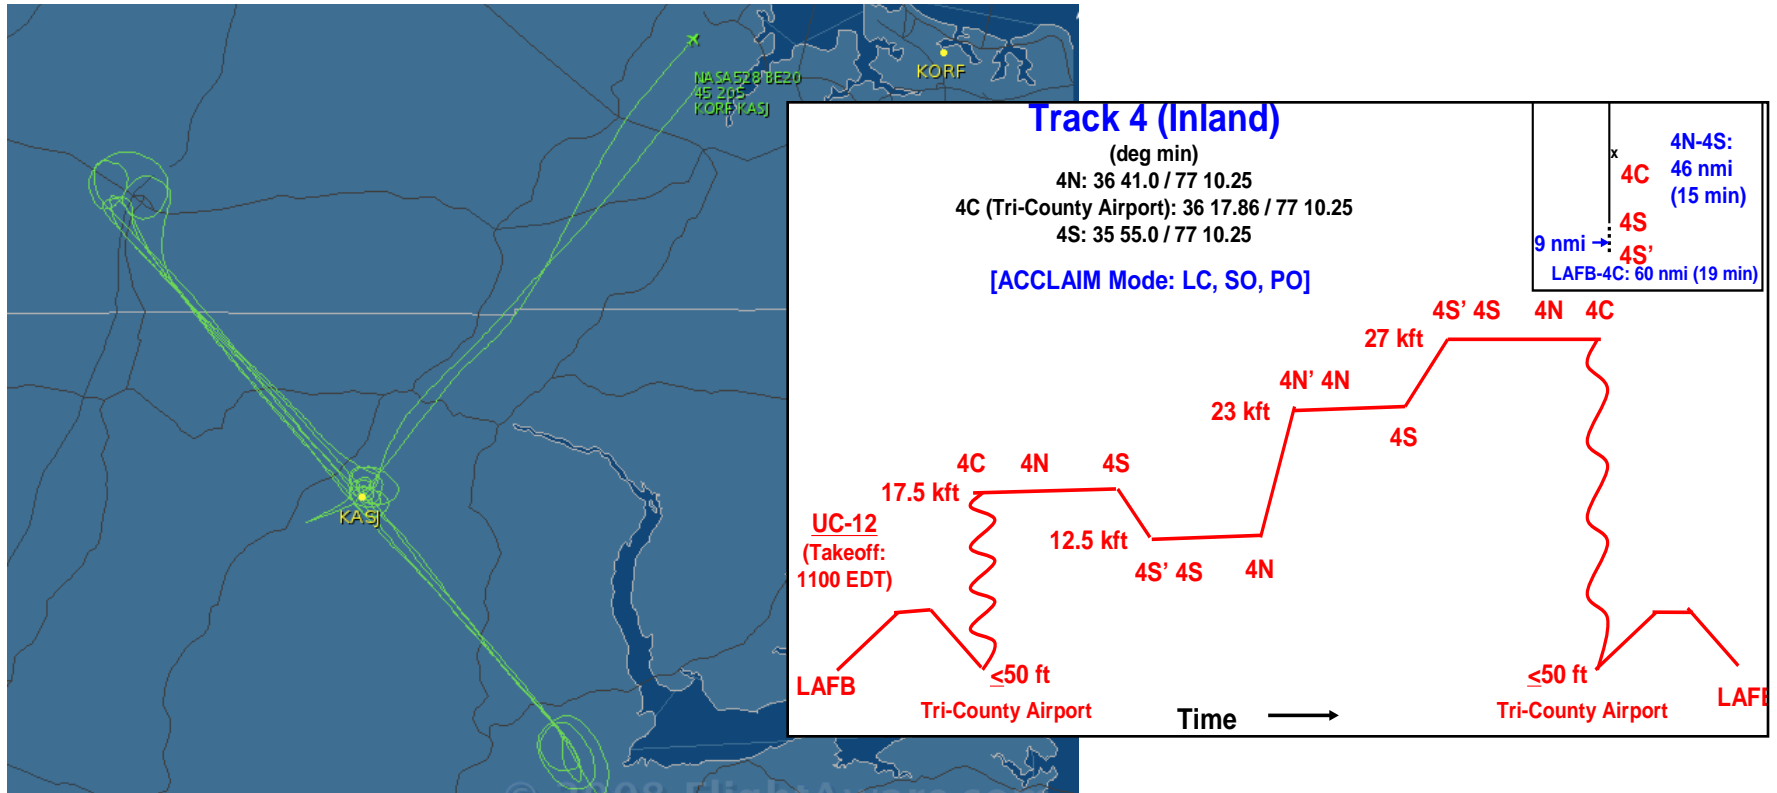 NASA528 BE20
45 205
KORF KASJ
KORF
KASJ
© 2008 FlightAware.com
Track 4 (Inland)
(deg min)
4N: 36 41.0 / 77 10.25
4C (Tri-County Airport): 36 17.86 / 77 10.25
4S: 35 55.0 / 77 10.25
[ACCLAIM Mode: LC, SO, PO]
x
4C
4S
4S’
9 nmi
4N-4S:
46 nmi
(15 min)
LAFB-4C: 60 nmi (19 min)
4S’ 4S 4N 4C
27 kft
4N’ 4N
23 kft
4S
4C 4N 4S
17.5 kft
UC-12
(Takeoff:
1100 EDT)
12.5 kft
4S’ 4S 4N
LAFB
≤50 ft
Tri-County Airport
Time
≤50 ft
Tri-County Airport
LAFB